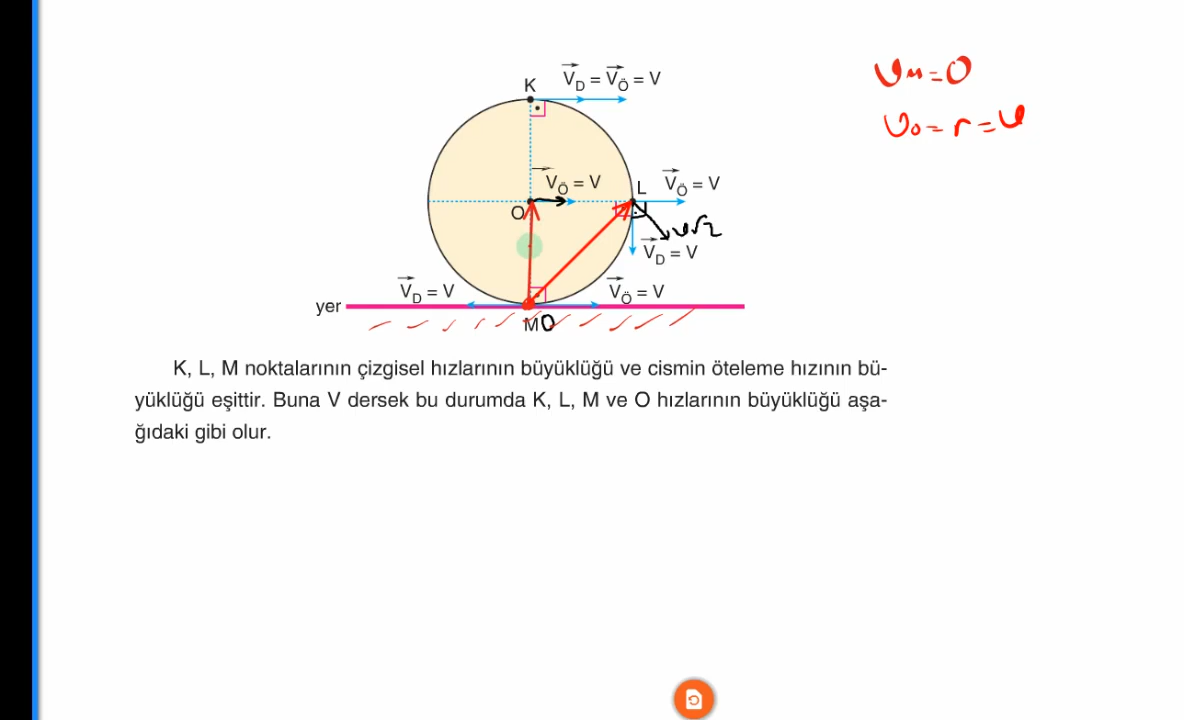 K V_D = V_Ö = V
V_M = 0
V_O = r = V
V_Ö = V
L V_Ö = V
O
V√2
V_D = V
V_D = V
V_Ö = V
yer
M 0
K, L, M noktalarının çizgisel hızlarının büyüklüğü ve cismin öteleme hızının bü-
yüklüğü eşittir. Buna V dersek bu durumda K, L, M ve O hızlarının büyüklüğü aşa-
ğıdaki gibi olur.